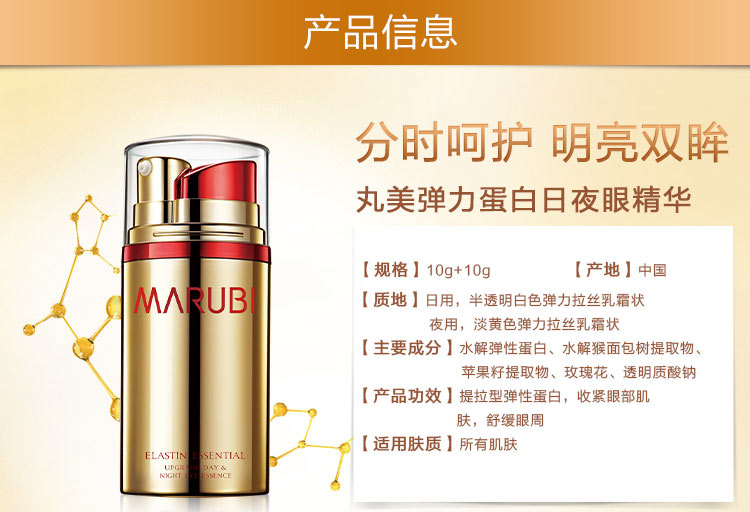 产品信息
分时呵护 明亮双眸
丸美弹力蛋白日夜眼精华
【规格】10g+10g 【产地】中国
【质地】日用，半透明白色弹力拉丝乳霜状
夜用，淡黄色弹力拉丝乳霜状
【主要成分】水解弹性蛋白、水解猴面包树提取物、
苹果籽提取物、玫瑰花、透明质酸钠
【产品功效】提拉型弹性蛋白，收紧眼部肌
肤，舒缓眼周
【适用肤质】所有肌肤
MARUBI
ELASTIN ESSENTIAL
UPGRADE DAY &
NIGHT EYE ESSENCE